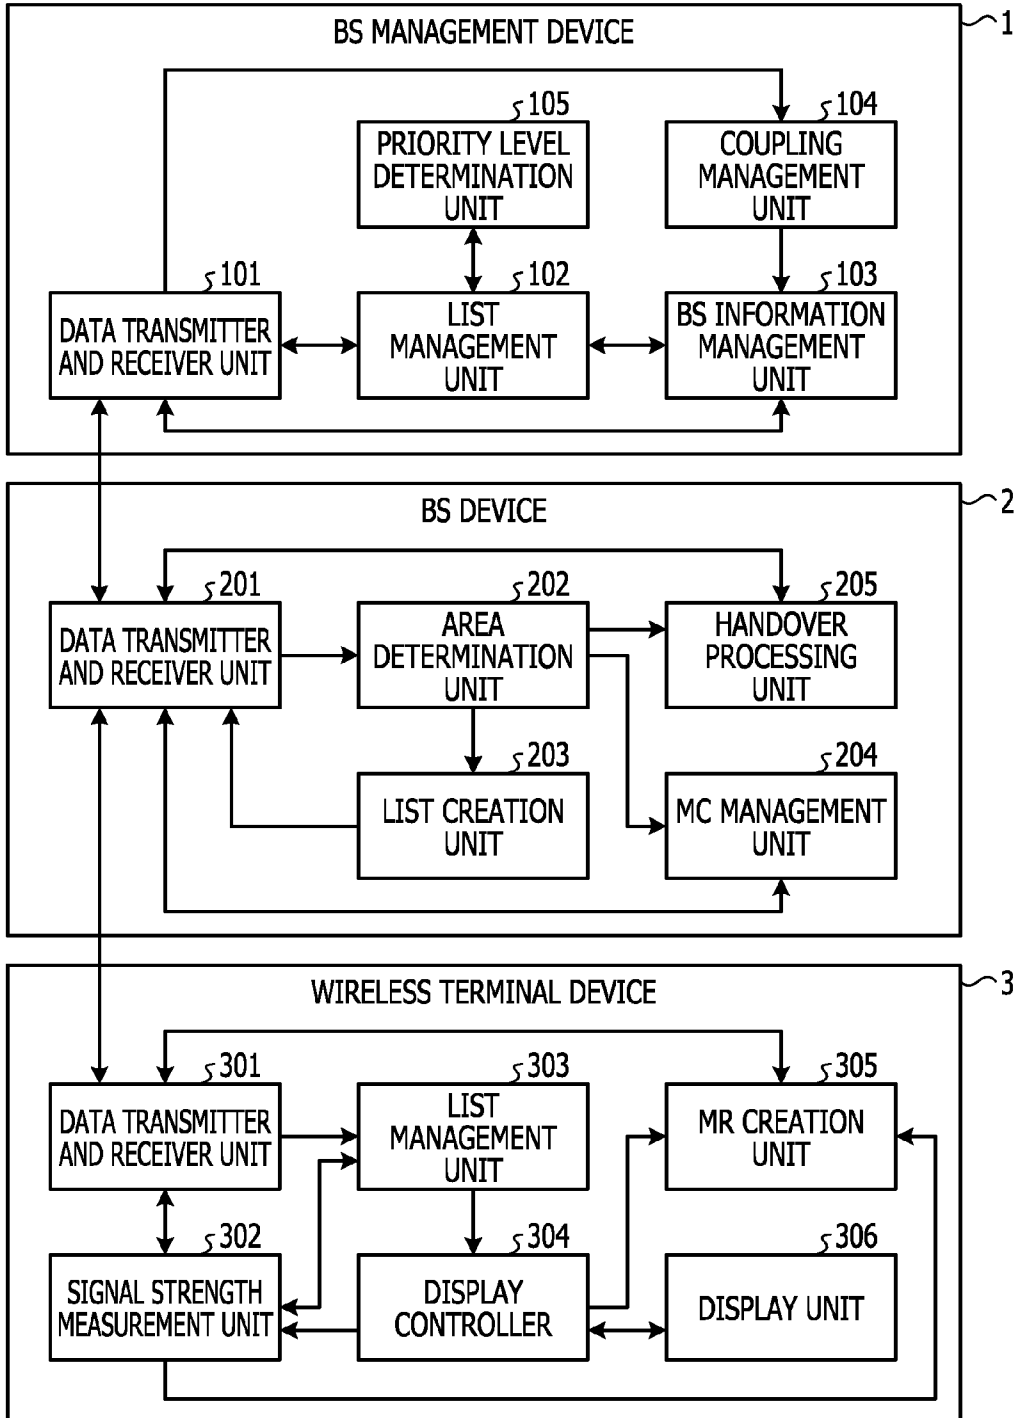 BS MANAGEMENT DEVICE
1
105
PRIORITY LEVEL
DETERMINATION
UNIT
104
COUPLING
MANAGEMENT
UNIT
101
DATA TRANSMITTER
AND RECEIVER UNIT
102
LIST
MANAGEMENT
UNIT
103
BS INFORMATION
MANAGEMENT
UNIT
BS DEVICE
2
201
DATA TRANSMITTER
AND RECEIVER UNIT
202
AREA
DETERMINATION
UNIT
205
HANDOVER
PROCESSING
UNIT
203
LIST CREATION
UNIT
204
MC MANAGEMENT
UNIT
WIRELESS TERMINAL DEVICE
3
301
DATA TRANSMITTER
AND RECEIVER UNIT
303
LIST
MANAGEMENT
UNIT
305
MR CREATION
UNIT
302
SIGNAL STRENGTH
MEASUREMENT UNIT
304
DISPLAY
CONTROLLER
306
DISPLAY UNIT